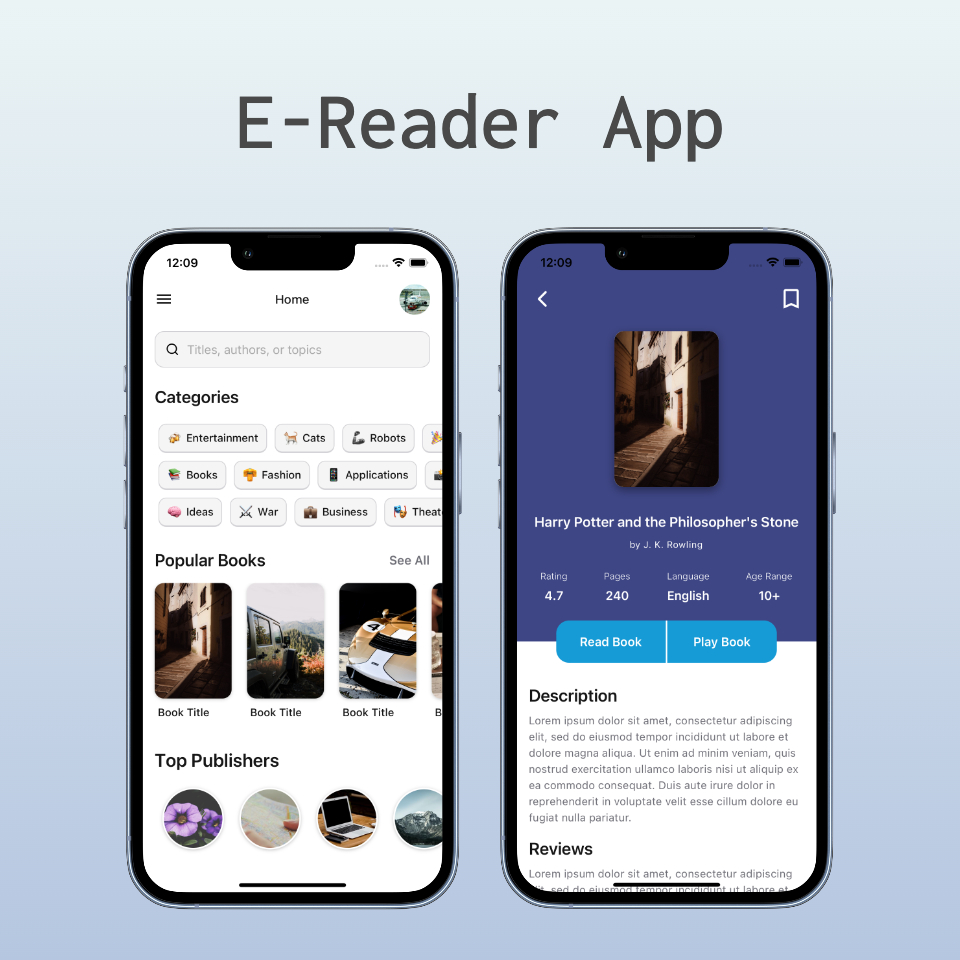 E-Reader App
12:09
Home
Titles, authors, or topics
Categories
Entertainment Cats Robots
Books Fashion Applications
Ideas War Business Theat
Popular Books See All
4
Book Title Book Title Book Title B
Top Publishers
12:09
Harry Potter and the Philosopher's Stone
by J. K. Rowling
Rating Pages Language Age Range
4.7 240 English 10+
Read Book Play Book
Description
Lorem ipsum dolor sit amet, consectetur adipiscing
elit, sed do eiusmod tempor incididunt ut labore et
dolore magna aliqua. Ut enim ad minim veniam, quis
nostrud exercitation ullamco laboris nisi ut aliquip ex
ea commodo consequat. Duis aute irure dolor in
reprehenderit in voluptate velit esse cillum dolore eu
fugiat nulla pariatur.
Reviews
Lorem ipsum dolor sit amet, consectetur adipiscing
elit, sed do eiusmod tempor incididunt ut labore et